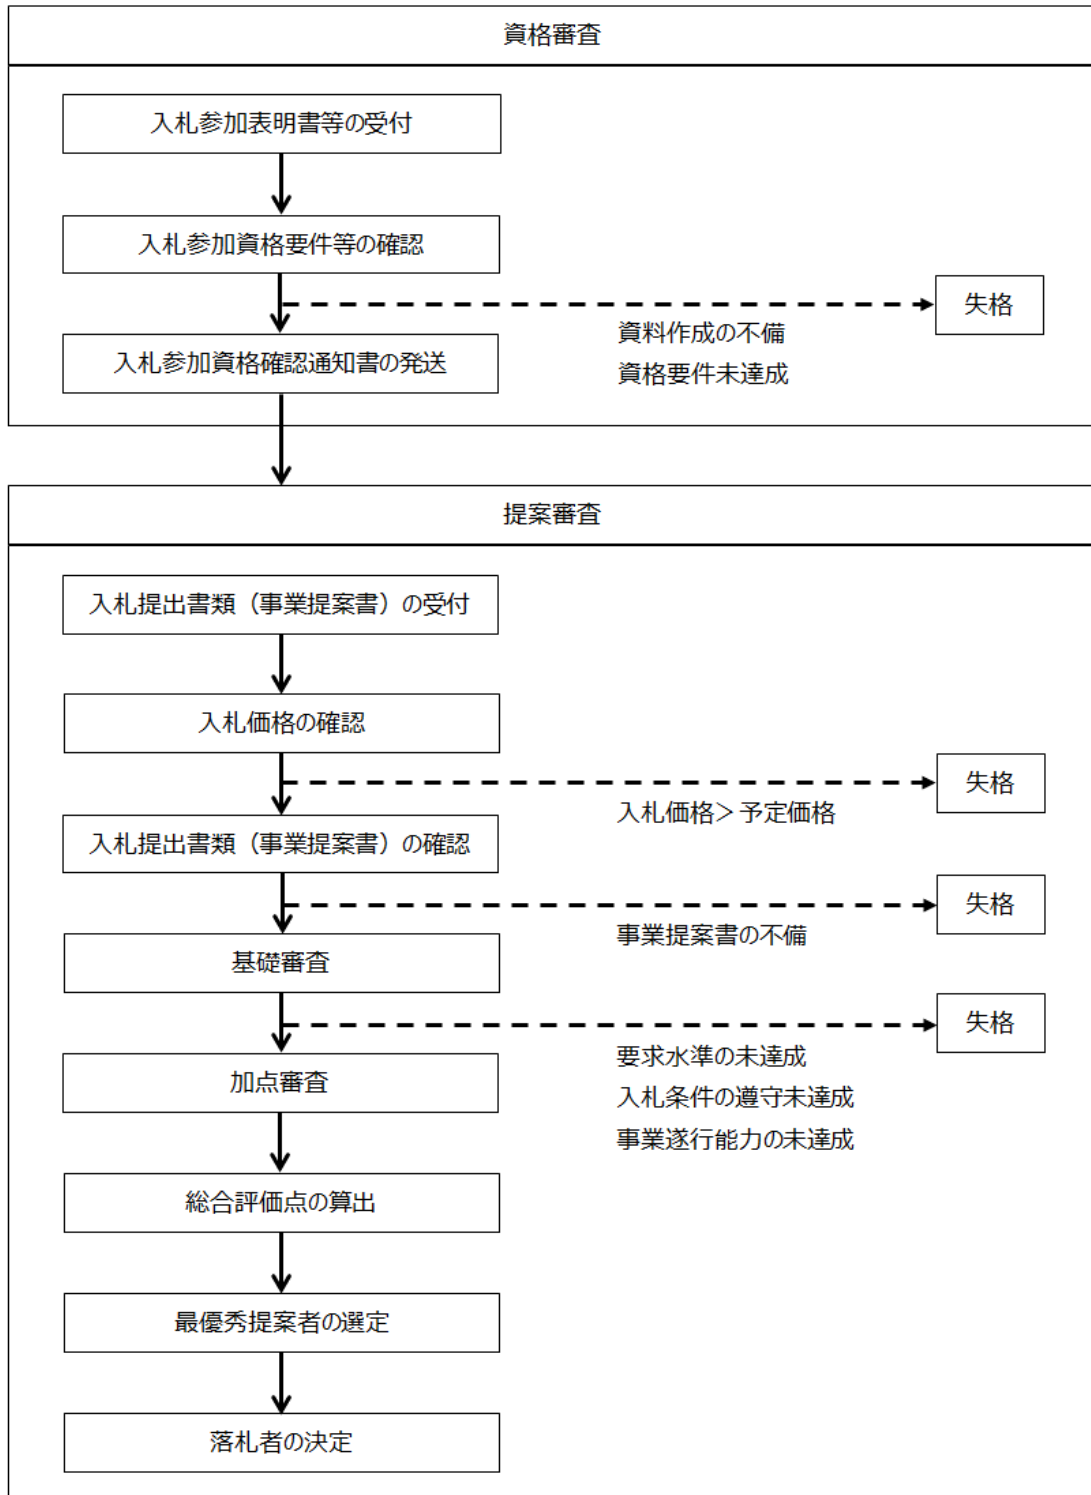 資格審査
入札参加表明書等の受付
入札参加資格要件等の確認
失格
資料作成の不備
資格要件未達成
入札参加資格確認通知書の発送
提案審査
入札提出書類（事業提案書）の受付
入札価格の確認
失格
入札価格＞予定価格
入札提出書類（事業提案書）の確認
失格
事業提案書の不備
基礎審査
失格
要求水準の未達成
入札条件の遵守未達成
事業遂行能力の未達成
加点審査
総合評価点の算出
最優秀提案者の選定
落札者の決定